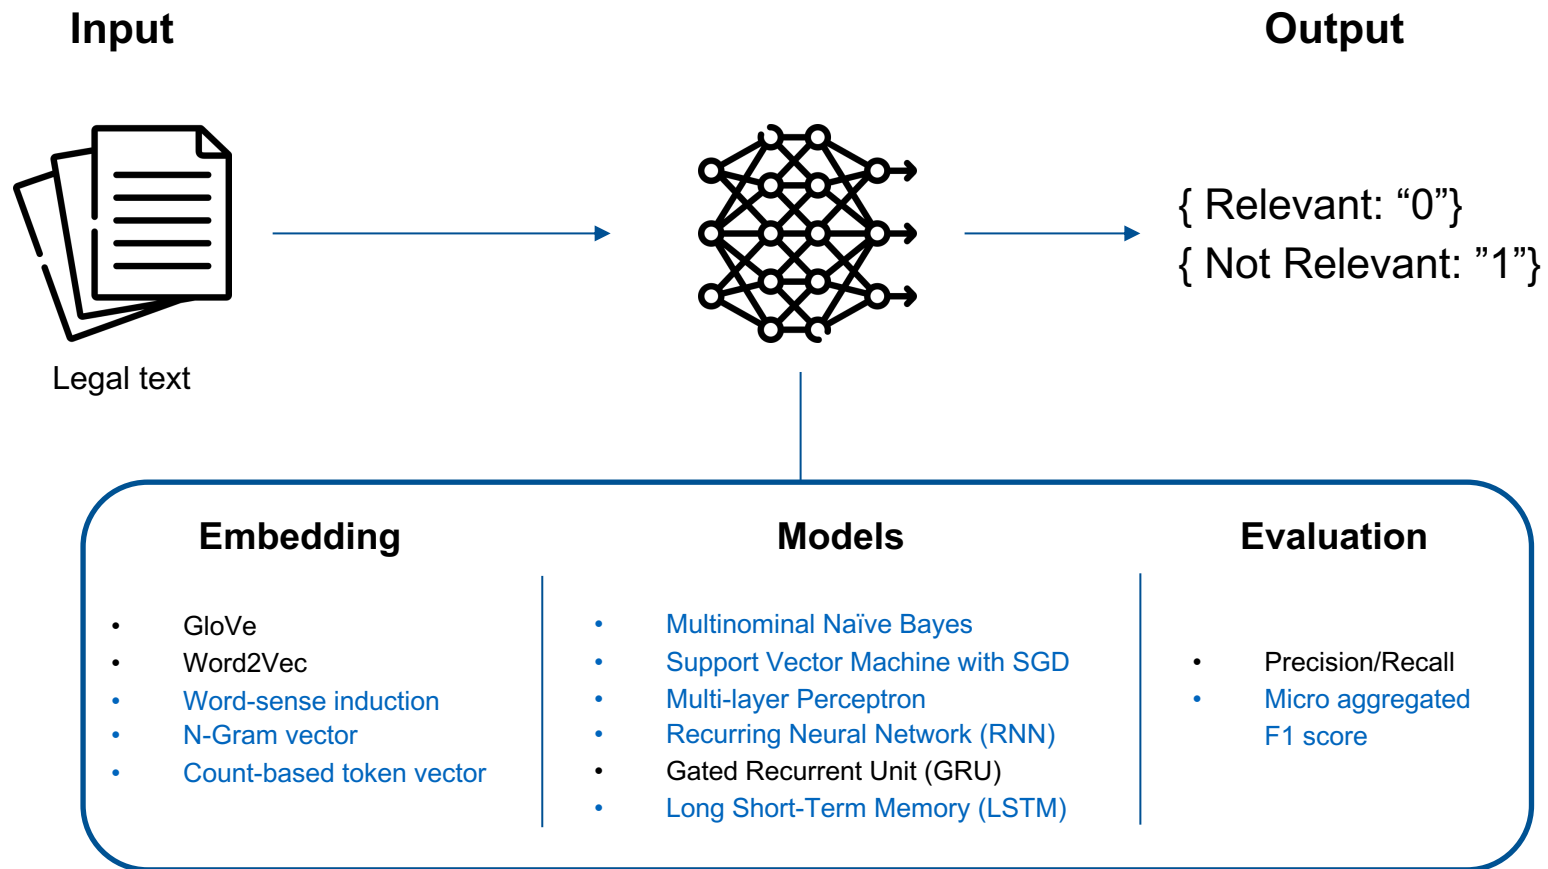 Input
Output
{ Relevant: “0”}
{ Not Relevant: ”1”}
Legal text
Embedding
• GloVe
• Word2Vec
• Word-sense induction
• N-Gram vector
• Count-based token vector
Models
• Multinominal Naïve Bayes
• Support Vector Machine with SGD
• Multi-layer Perceptron
• Recurring Neural Network (RNN)
• Gated Recurrent Unit (GRU)
• Long Short-Term Memory (LSTM)
Evaluation
• Precision/Recall
• Micro aggregated
F1 score